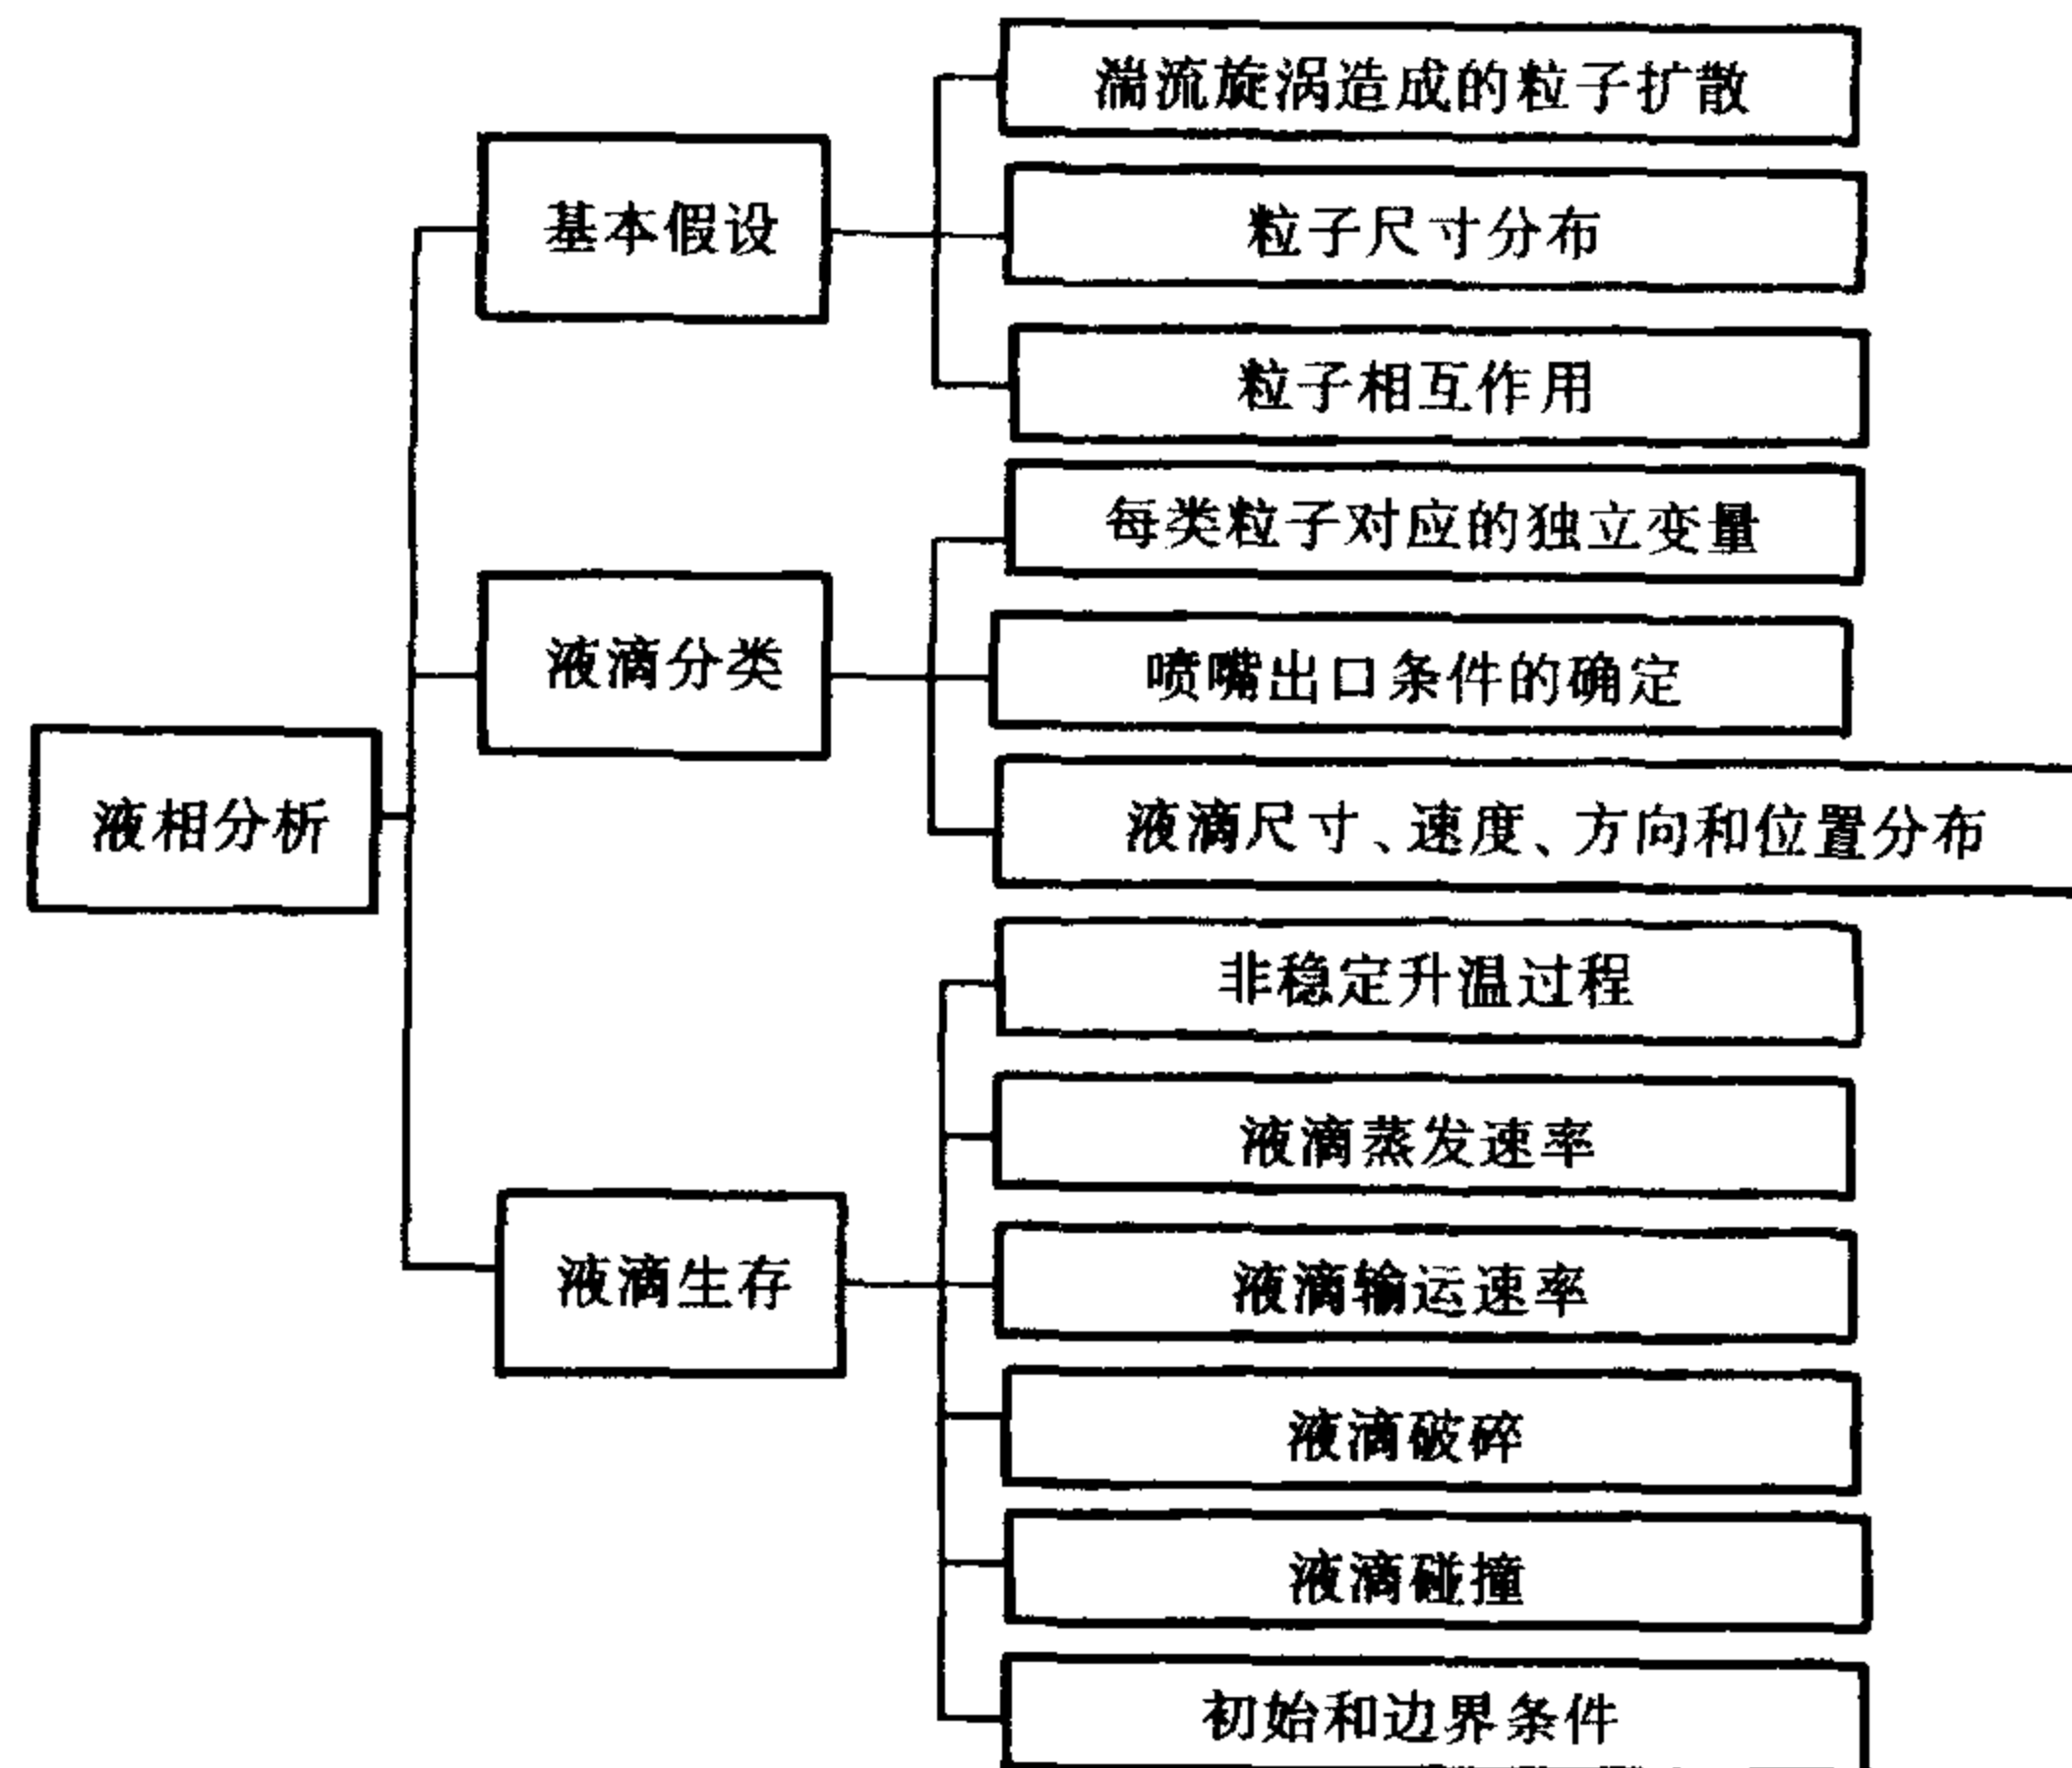 液相分析
基本假设
湍流旋涡造成的粒子扩散
粒子尺寸分布
粒子相互作用
液滴分类
每类粒子对应的独立变量
喷嘴出口条件的确定
液滴尺寸、速度、方向和位置分布
液滴生存
非稳定升温过程
液滴蒸发速率
液滴输运速率
液滴破碎
液滴碰撞
初始和边界条件